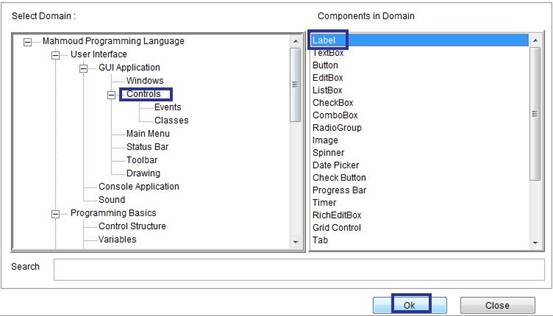 Select Domain :
Components in Domain
Mahmoud Programming Language
User Interface
GUI Application
Windows
Controls
Events
Classes
Main Menu
Status Bar
Toolbar
Drawing
Console Application
Sound
Programming Basics
Control Structure
Variables
Label
TextBox
Button
EditBox
ListBox
CheckBox
ComboBox
RadioGroup
Image
Spinner
Date Picker
Check Button
Progress Bar
Timer
RichEditBox
Grid Control
Tab
Search
Ok
Close